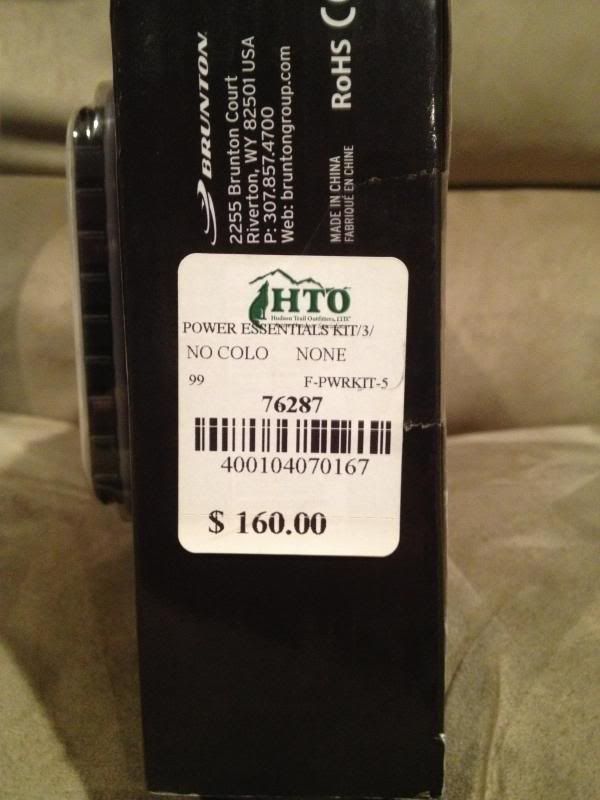 BRUNTON.
2255 Brunton Court
Riverton, WY 82501 USA
P: 307.857.4700
Web: bruntongroup.com
MADE IN CHINA
FABRIQUÉ EN CHINE
RoHS C
HTO
Hudson Trail Outfitters, LTD.
POWER ESSENTIALS KIT/3/
NO COLO NONE
99 F-PWRKIT-5
76287
400104070167
$ 160.00